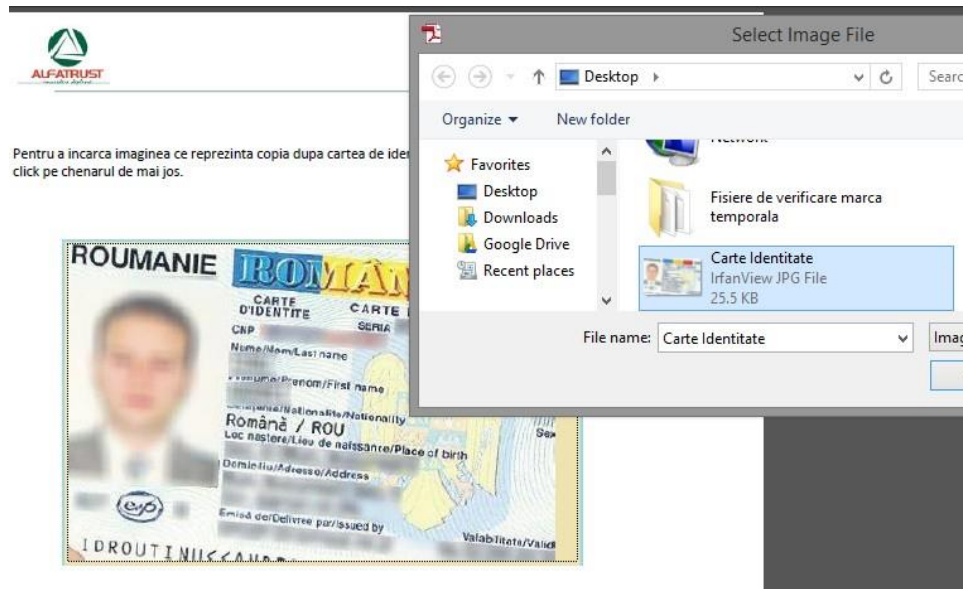 ALFATRUST
Pentru a incarca imaginea ce reprezinta copia dupa cartea de
click pe chenarul de mai jos.
ROUMANIE
CARTE
D'IDENTITE
CARTE
CNP
SERIA
Nume/Nom/Last name
Prenume/Prenom/First name
Cetatenie/Nationalite/Nationality
Română / ROU
Loc nastere/Lieu de naissance/Place of birth
Domiciliu/Adresse/Address
Emisă de/Delivree par/Issued by
Select Image File
Desktop
Organize
New folder
Favorites
Desktop
Downloads
Google Drive
Recent places
Network
Fisiere de verificare marca
temporala
Carte Identitate
IrfanView JPG File
25.5 KB
File name: Carte Identitate